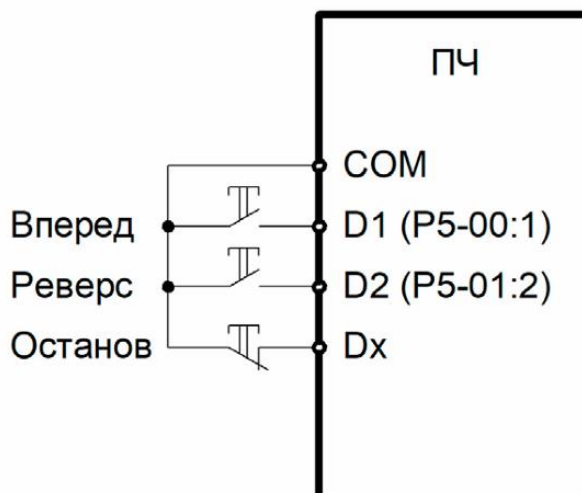 ПЧ
COM
Вперед D1 (P5-00:1)
Реверс D2 (P5-01:2)
Останов Dx